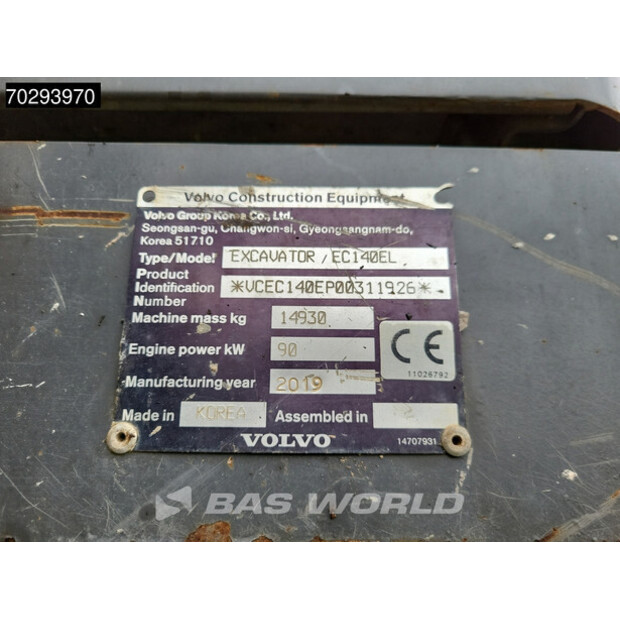 70293970
Volvo Construction Equipment
Volvo Group Korea Co., Ltd.
Seongsan-gu, Changwon-si, Gyeongsangnam-do,
Korea 51710
Type/Model EXCAVATOR / EC140EL
Product
Identification *VCEC140EP00311926*
Number
Machine mass kg 14930
CE
Engine power kW 90
11026792
Manufacturing year 2019
Made in KOREA Assembled in
VOLVO
14707931
BAS WORLD